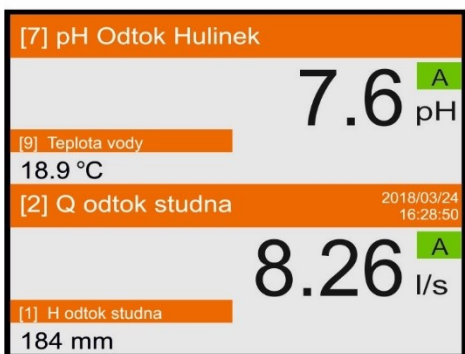 [7] pH Odtok Hulinek
A
7.6 pH
[9] Teplota vody
18.9 °C
[2] Q odtok studna
2018/03/24
16:28:50
A
8.26 l/s
[1] H odtok studna
184 mm